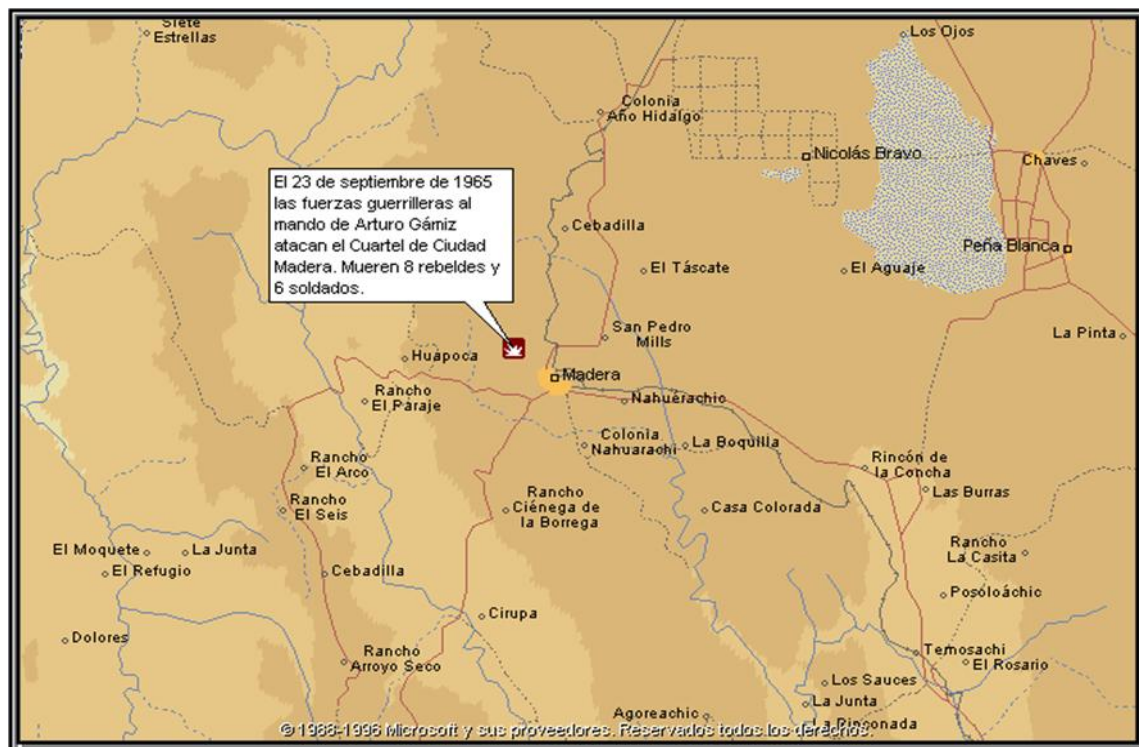 Siete
Estrellas
Los Ojos
Colonia
Año Hidalgo
Nicolás Bravo
Chaves
El 23 de septiembre de 1965
las fuerzas guerrilleras al
mando de Arturo Gámiz
atacan el Cuartel de Ciudad
Madera. Mueren 8 rebeldes y
6 soldados.
Cebadilla
Peña Blanca
El Táscate
El Aguaje
San Pedro
Mills
La Pinta
Huapoca
Madera
Rancho
El Paraje
Nahuérachio
Colonia
Nahuarachi
La Boquilla
Rancho
El Arco
Rincón de
la Concha
Rancho
El Seis
Rancho
Ciénega de
la Borrega
Las Burras
Casa Colorada
El Moquete
La Junta
Rancho
La Casita
El Refugio
Cebadilla
Posoloáchic
Cirupa
Dolores
Rancho
Arroyo Seco
Temosachi
El Rosario
Los Sauces
La Junta
Agoreachic
La Rinconada
© 1988-1996 Microsoft y sus proveedores. Reservados todos los derechos.